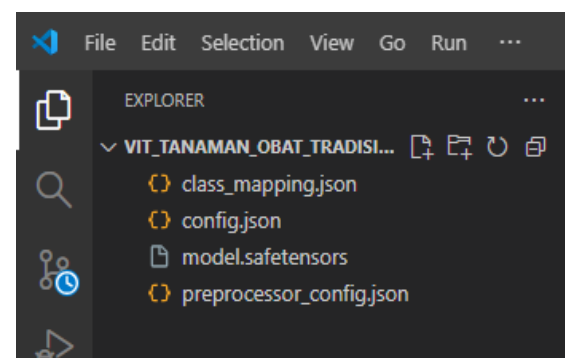 File Edit Selection View Go Run ...
EXPLORER ...
VIT_TANAMAN_OBAT_TRADISI...
{} class_mapping.json
{} config.json
model.safetensors
{} preprocessor_config.json